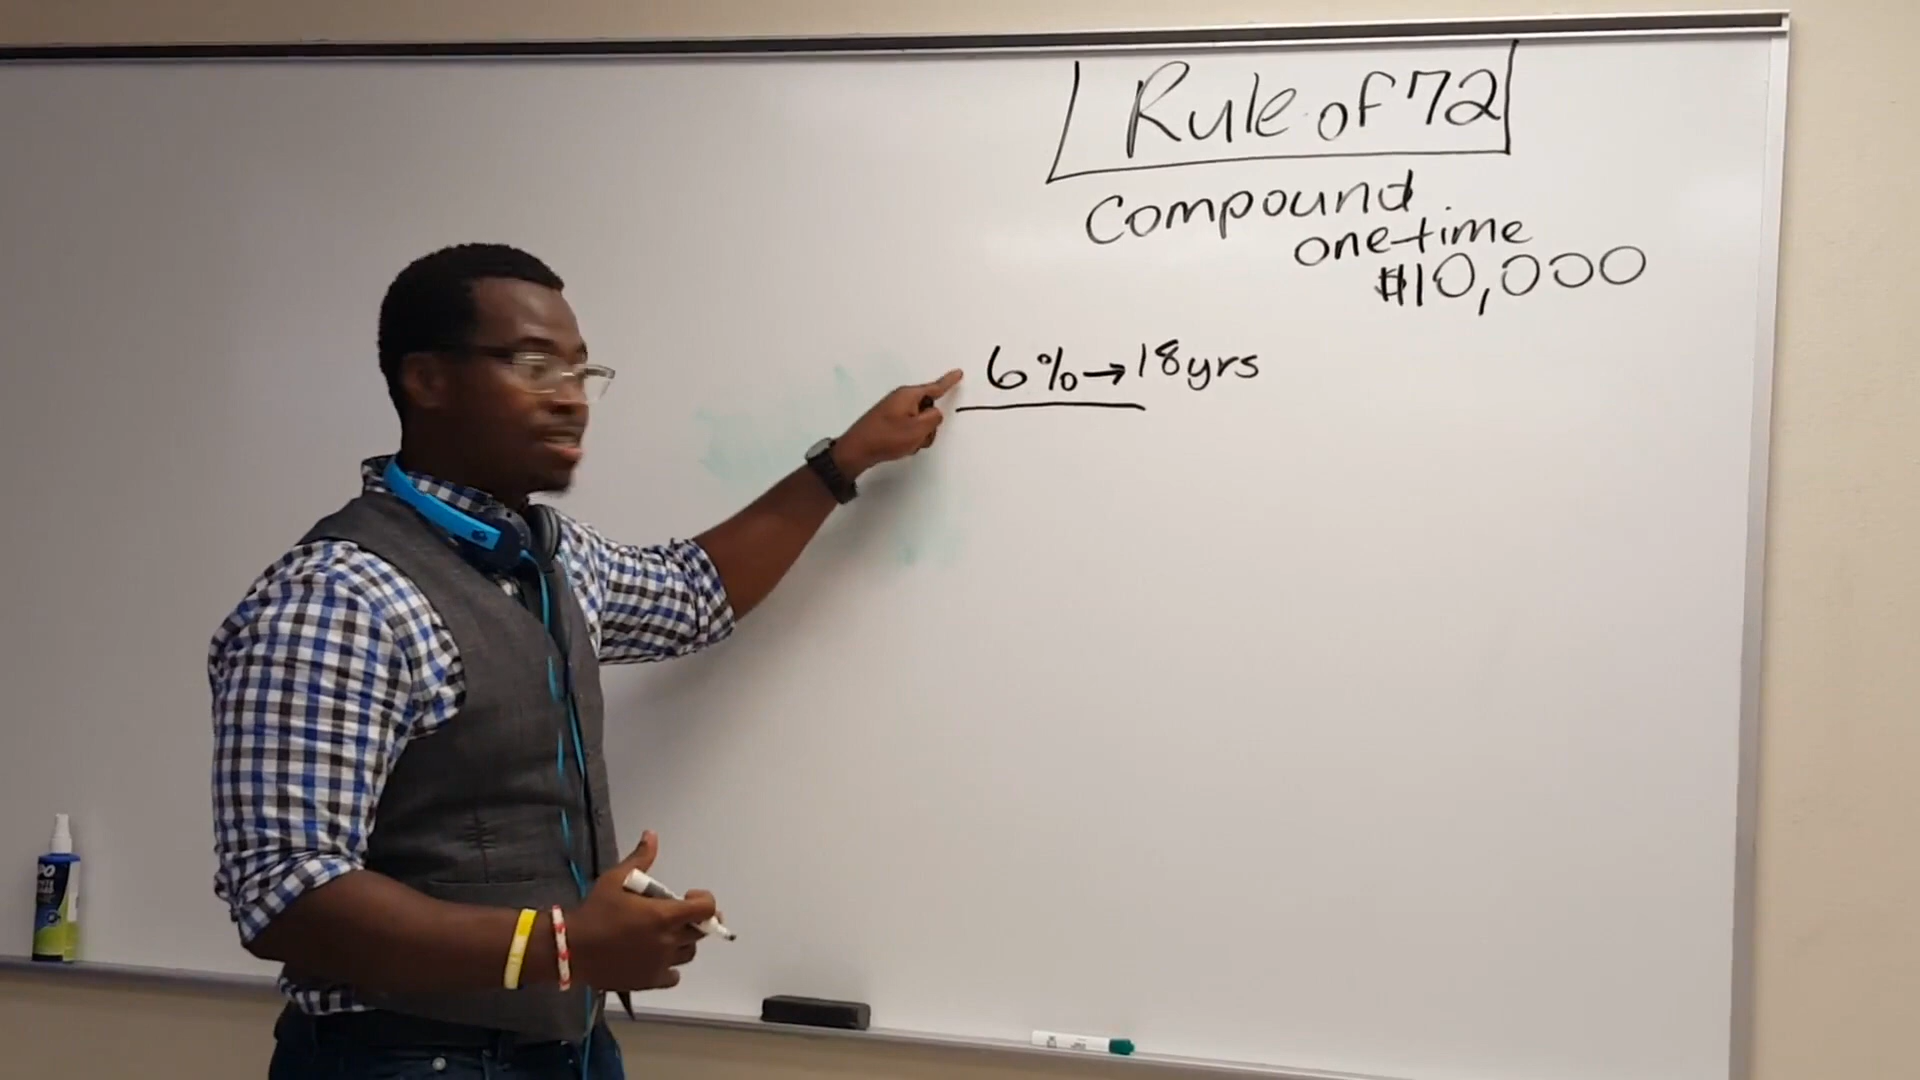 Rule of 72
Compound
one-time
$10,000
6% → 18yrs